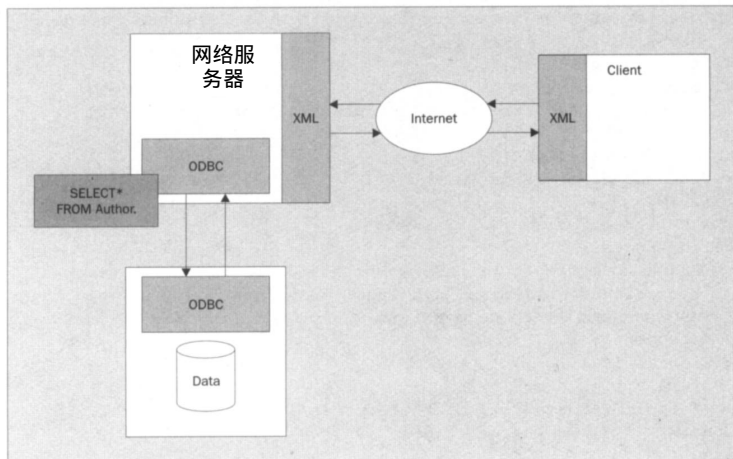 网络服
务器
XML
ODBC
SELECT*
FROM Author.
Internet
XML
Client
ODBC
Data